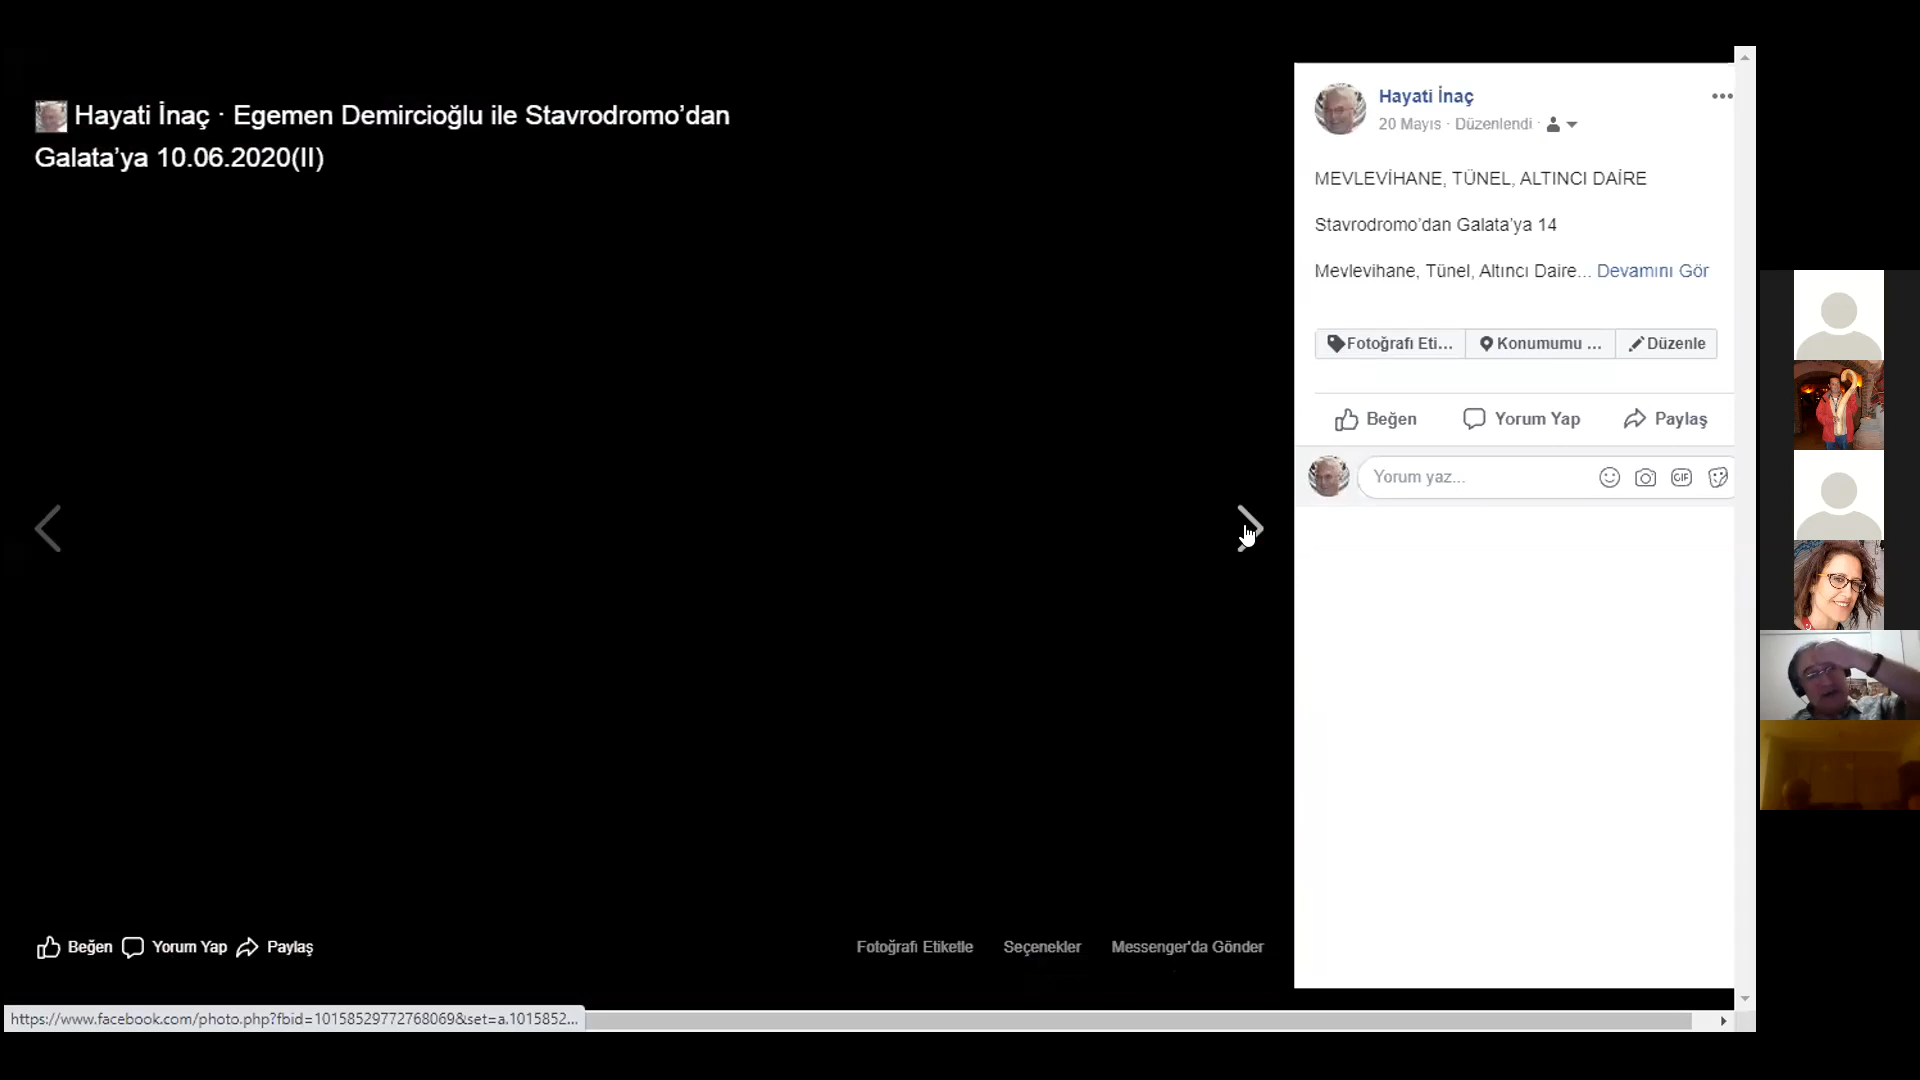 Hayati İnaç · Egemen Demircioğlu ile Stavrodromo’dan
Galata’ya 10.06.2020(II)
Hayati İnaç
20 Mayıs · Düzenlendi ·
MEVLEVİHANE, TÜNEL, ALTINCI DAİRE
Stavrodromo’dan Galata’ya 14
Mevlevihane, Tünel, Altıncı Daire... Devamını Gör
Fotoğrafı Eti... Konumumu ... Düzenle
Beğen Yorum Yap Paylaş
Yorum yaz...
GIF
Beğen Yorum Yap Paylaş
Fotoğrafı Etiketle Seçenekler Messenger'da Gönder
https://www.facebook.com/photo.php?fbid=10158529772768069&set=a.1015852...